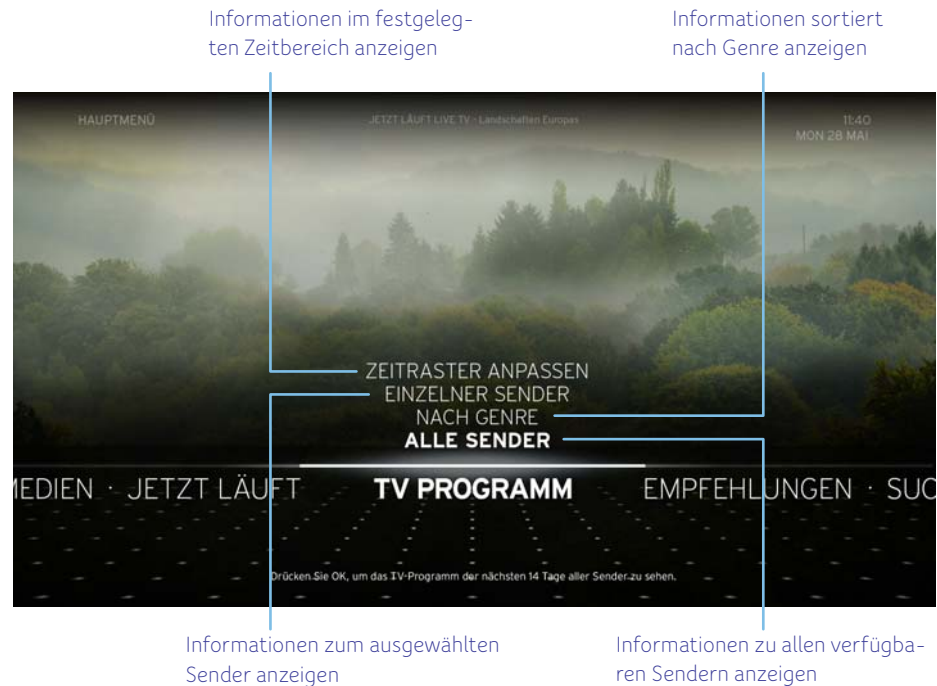 Informationen im festgeleg-
ten Zeitbereich anzeigen
Informationen sortiert
nach Genre anzeigen
HAUPTMENÜ
JETZT LÄUFT LIVE TV - Landschaften Europas
11:40
MON 28 MAI
ZEITRASTER ANPASSEN
EINZELNER SENDER
NACH GENRE
ALLE SENDER
MEDIEN · JETZT LÄUFT TV PROGRAMM EMPFEHLUNGEN · SUC
Drücken Sie OK, um das TV-Programm der nächsten 14 Tage aller Sender zu sehen.
Informationen zum ausgewählten
Sender anzeigen
Informationen zu allen verfügba-
ren Sendern anzeigen